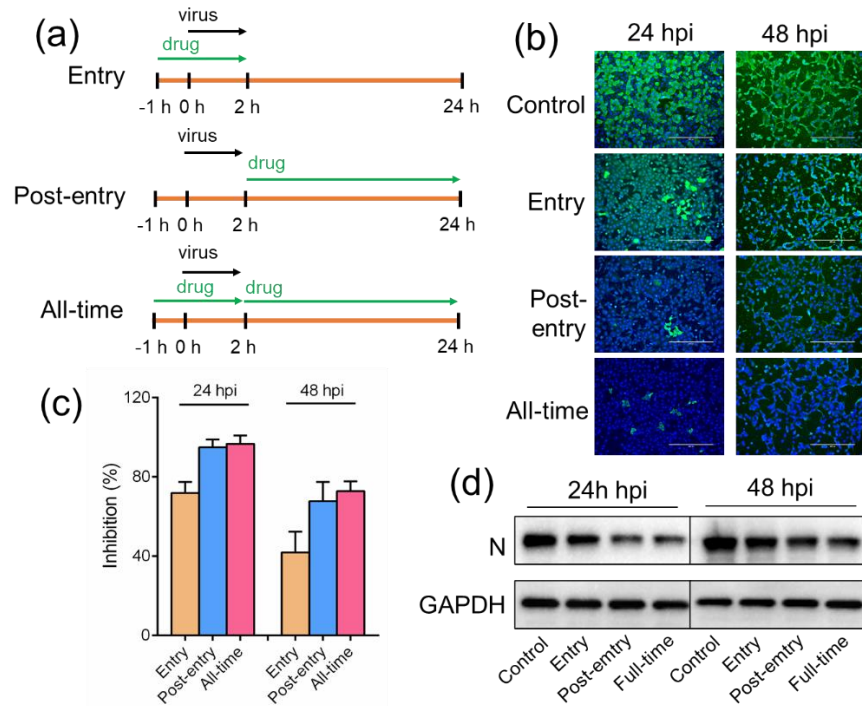 (a)
virus
drug
Entry
-1 h 0 h 2 h 24 h
virus
drug
Post-entry
-1 h 0 h 2 h 24 h
virus
drug drug
All-time
-1 h 0 h 2 h 24 h
(b)
24 hpi 48 hpi
Control
Entry
Post-
entry
All-time
(c)
24 hpi 48 hpi
Inhibition (%)
120
80
40
0
Entry Post-entry All-time Entry Post-entry All-time
(d)
24h hpi 48 hpi
N
GAPDH
Control Entry Post-emtry Full-time Control Entry Post-entry Full-time